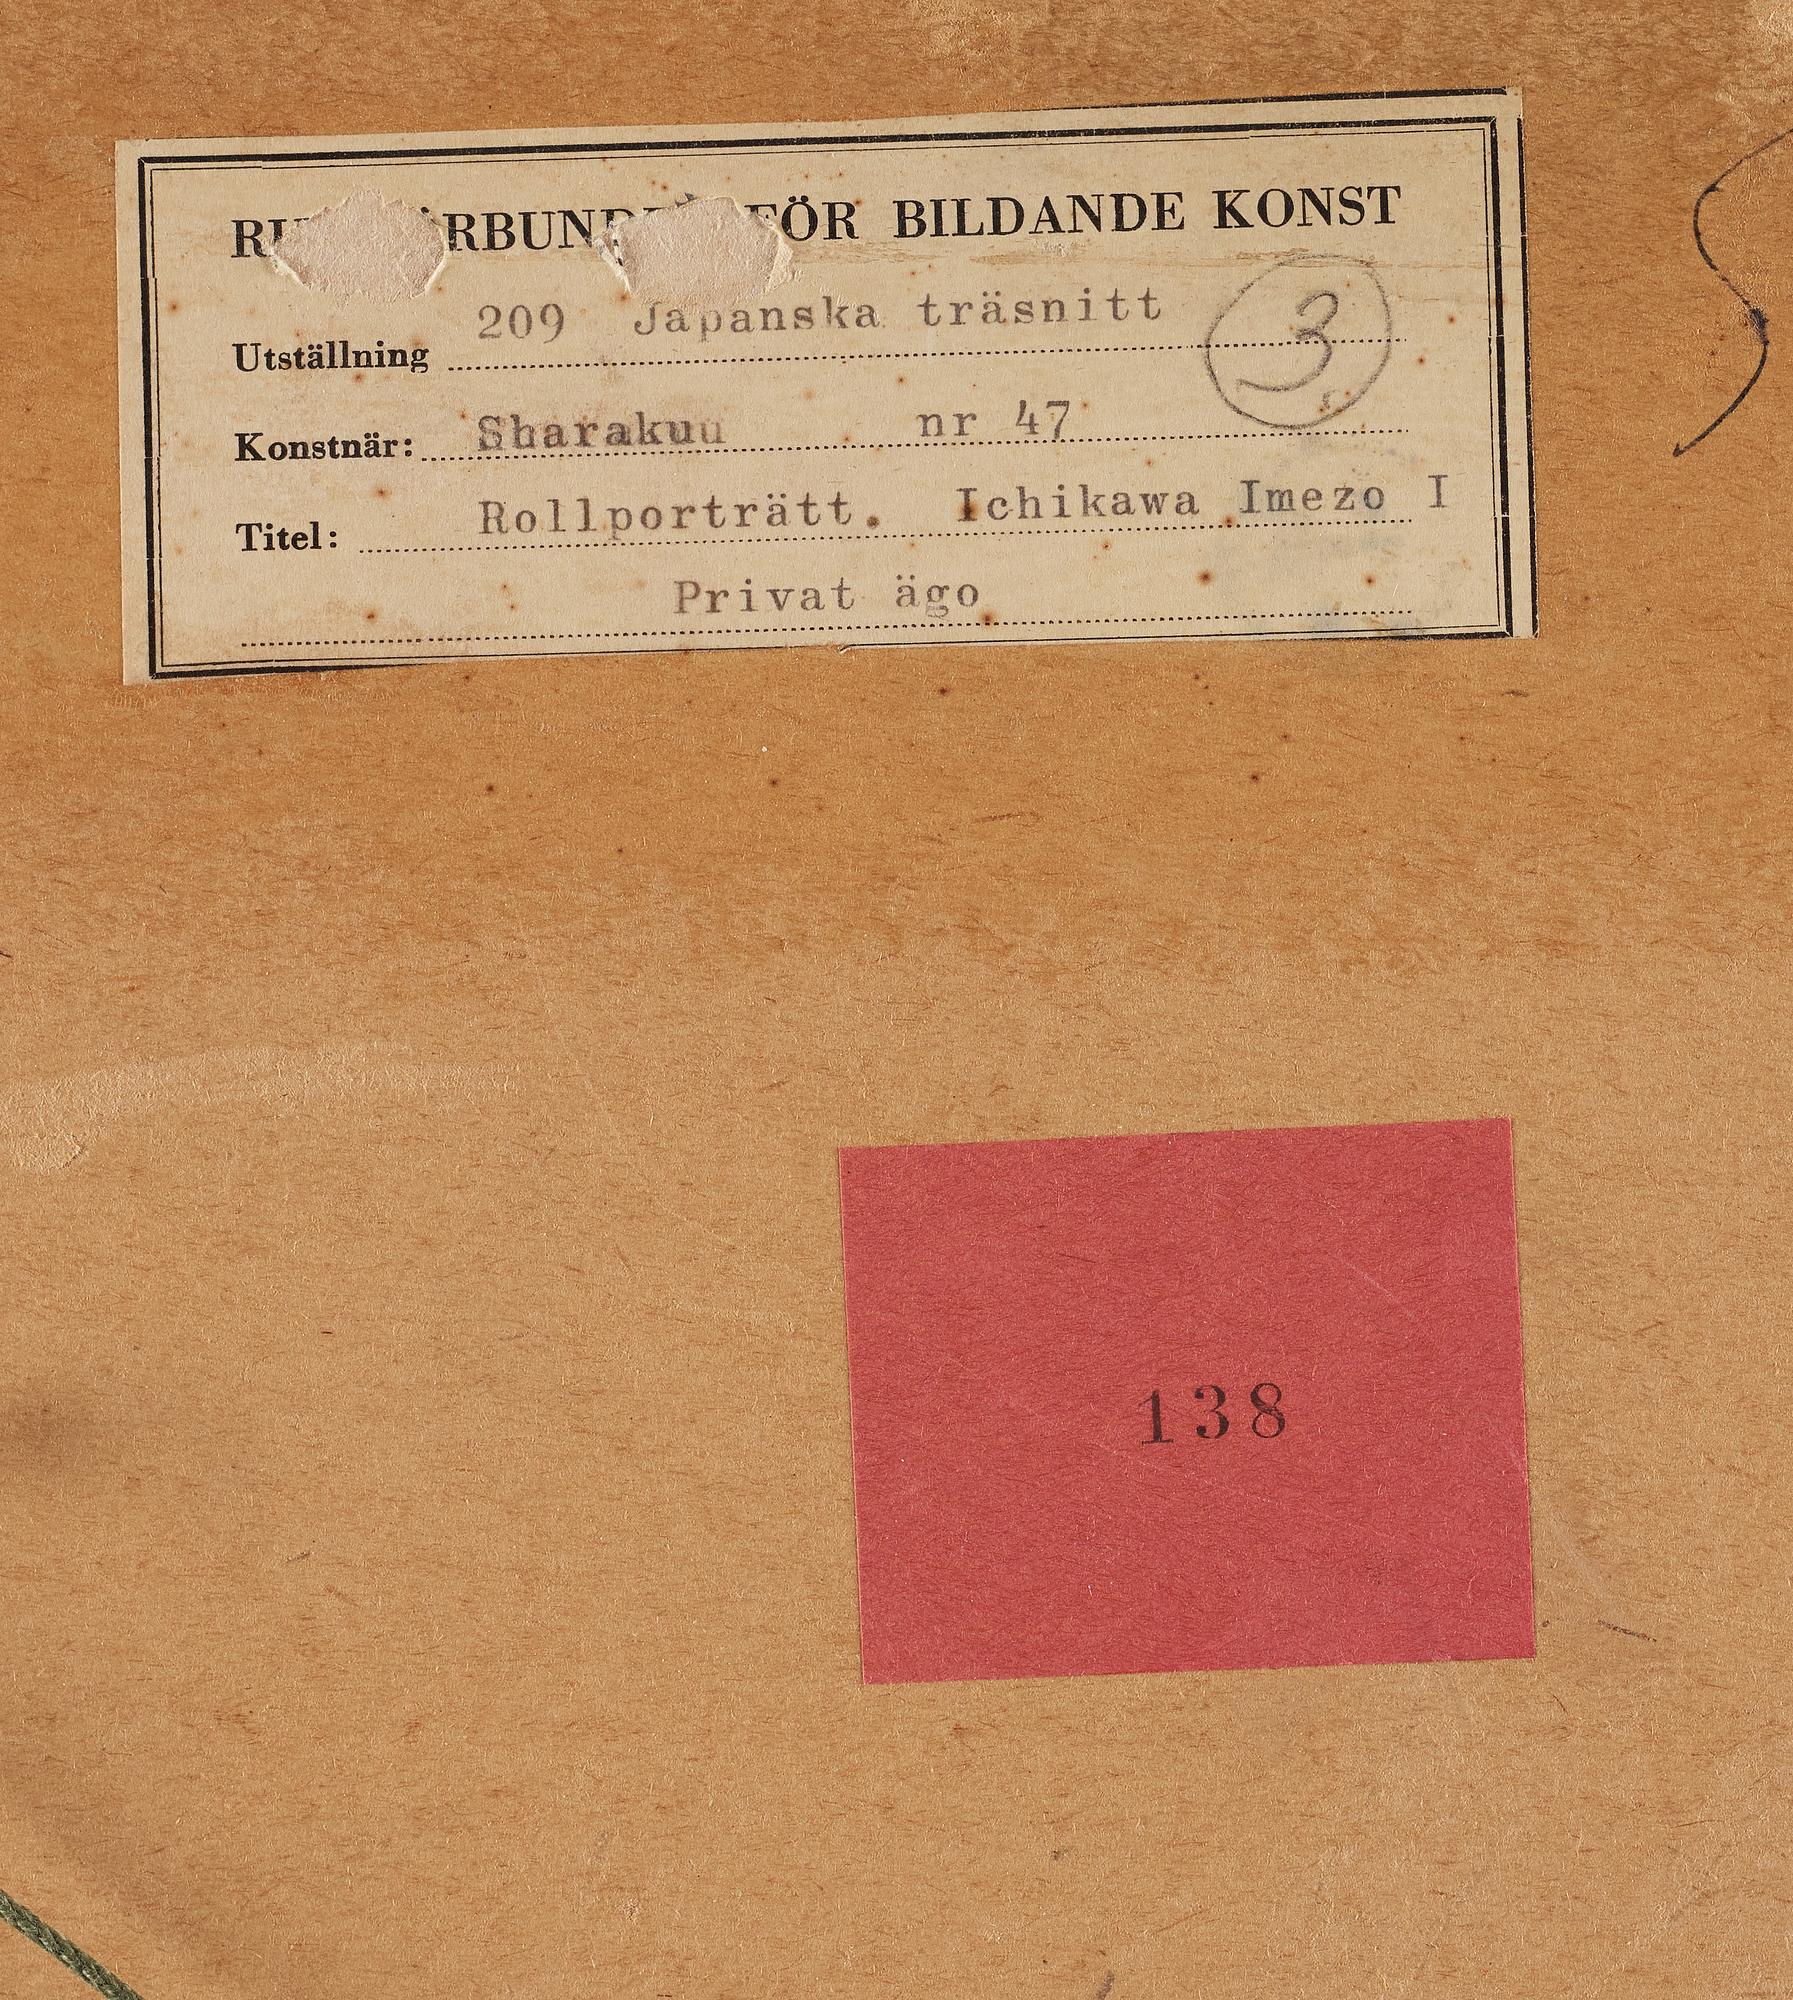 FÖR BILDANDE KONST
209 Japanska träsnitt
Utställning
3
Konstnär: Sharakuu nr 47
Titel: Rollporträtt. Ichikawa Imezo I
Privat ägo
138